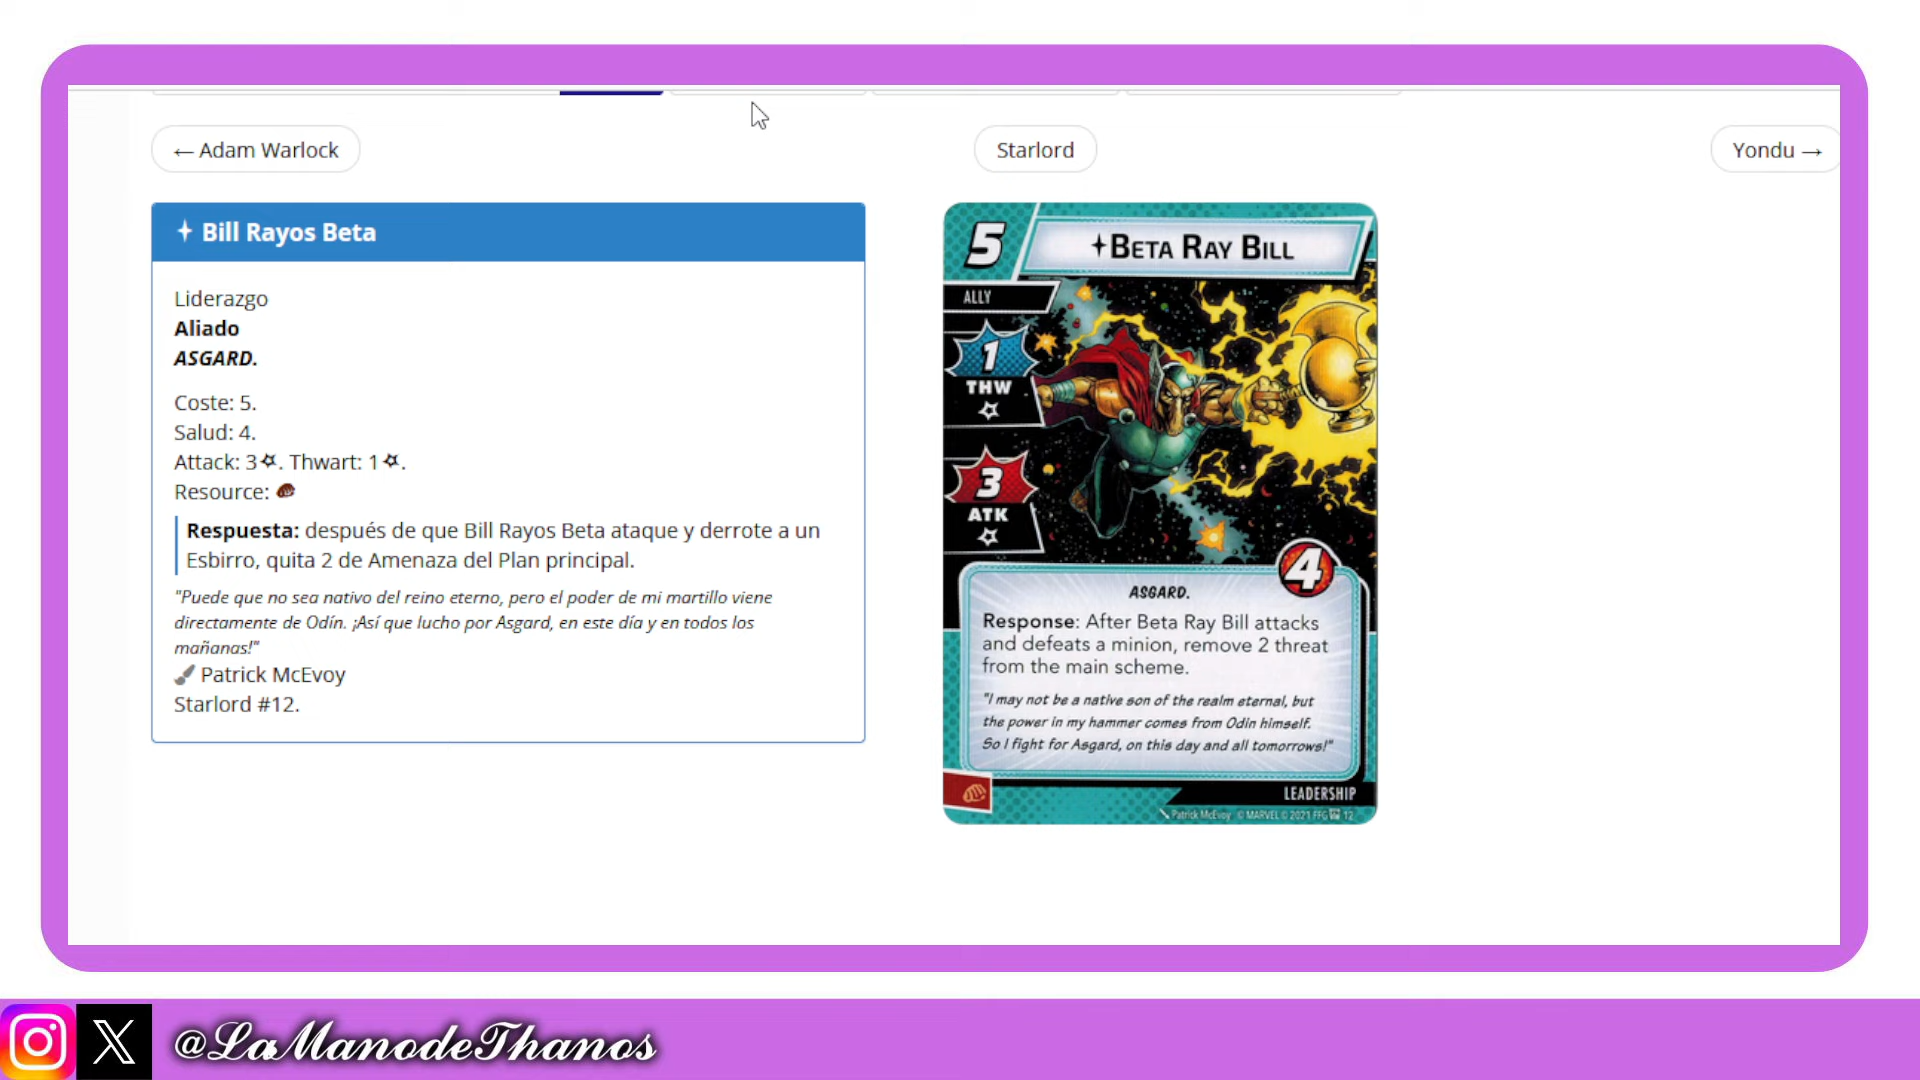 ← Adam Warlock
Starlord
Yondu →
Bill Rayos Beta
Liderazgo
Aliado
ASGARD.
Coste: 5.
Salud: 4.
Attack: 3. Thwart: 1.
Resource:
Respuesta: después de que Bill Rayos Beta ataque y derrote a un
Esbirro, quita 2 de Amenaza del Plan principal.
"Puede que no sea nativo del reino eterno, pero el poder de mi martillo viene
directamente de Odín. ¡Así que lucho por Asgard, en este día y en todos los
mañanas!"
Patrick McEvoy
Starlord #12.
5
BETA RAY BILL
ALLY
1
THW
3
ATK
4
ASGARD.
Response: After Beta Ray Bill attacks
and defeats a minion, remove 2 threat
from the main scheme.
"I may not be a native son of the realm eternal, but
the power in my hammer comes from Odin himself.
So I fight for Asgard, on this day and all tomorrows!"
LEADERSHIP
Patrick McEvoy © MARVEL © 2021 FFG 12
@LaManodeThanos